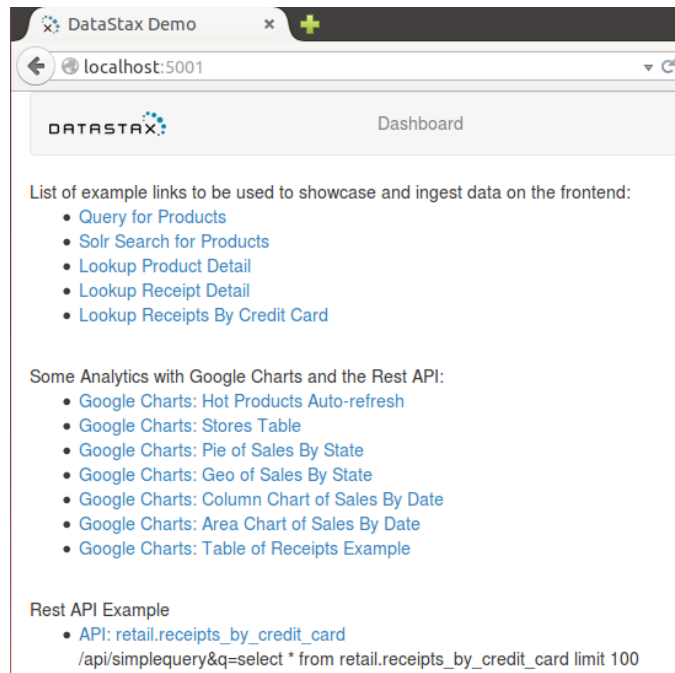 DataStax Demo
localhost:5001
DATASTAX
Dashboard
List of example links to be used to showcase and ingest data on the frontend:
Query for Products
Solr Search for Products
Lookup Product Detail
Lookup Receipt Detail
Lookup Receipts By Credit Card
Some Analytics with Google Charts and the Rest API:
Google Charts: Hot Products Auto-refresh
Google Charts: Stores Table
Google Charts: Pie of Sales By State
Google Charts: Geo of Sales By State
Google Charts: Column Chart of Sales By Date
Google Charts: Area Chart of Sales By Date
Google Charts: Table of Receipts Example
Rest API Example
API: retail.receipts_by_credit_card
/api/simplequery&q=select * from retail.receipts_by_credit_card limit 100